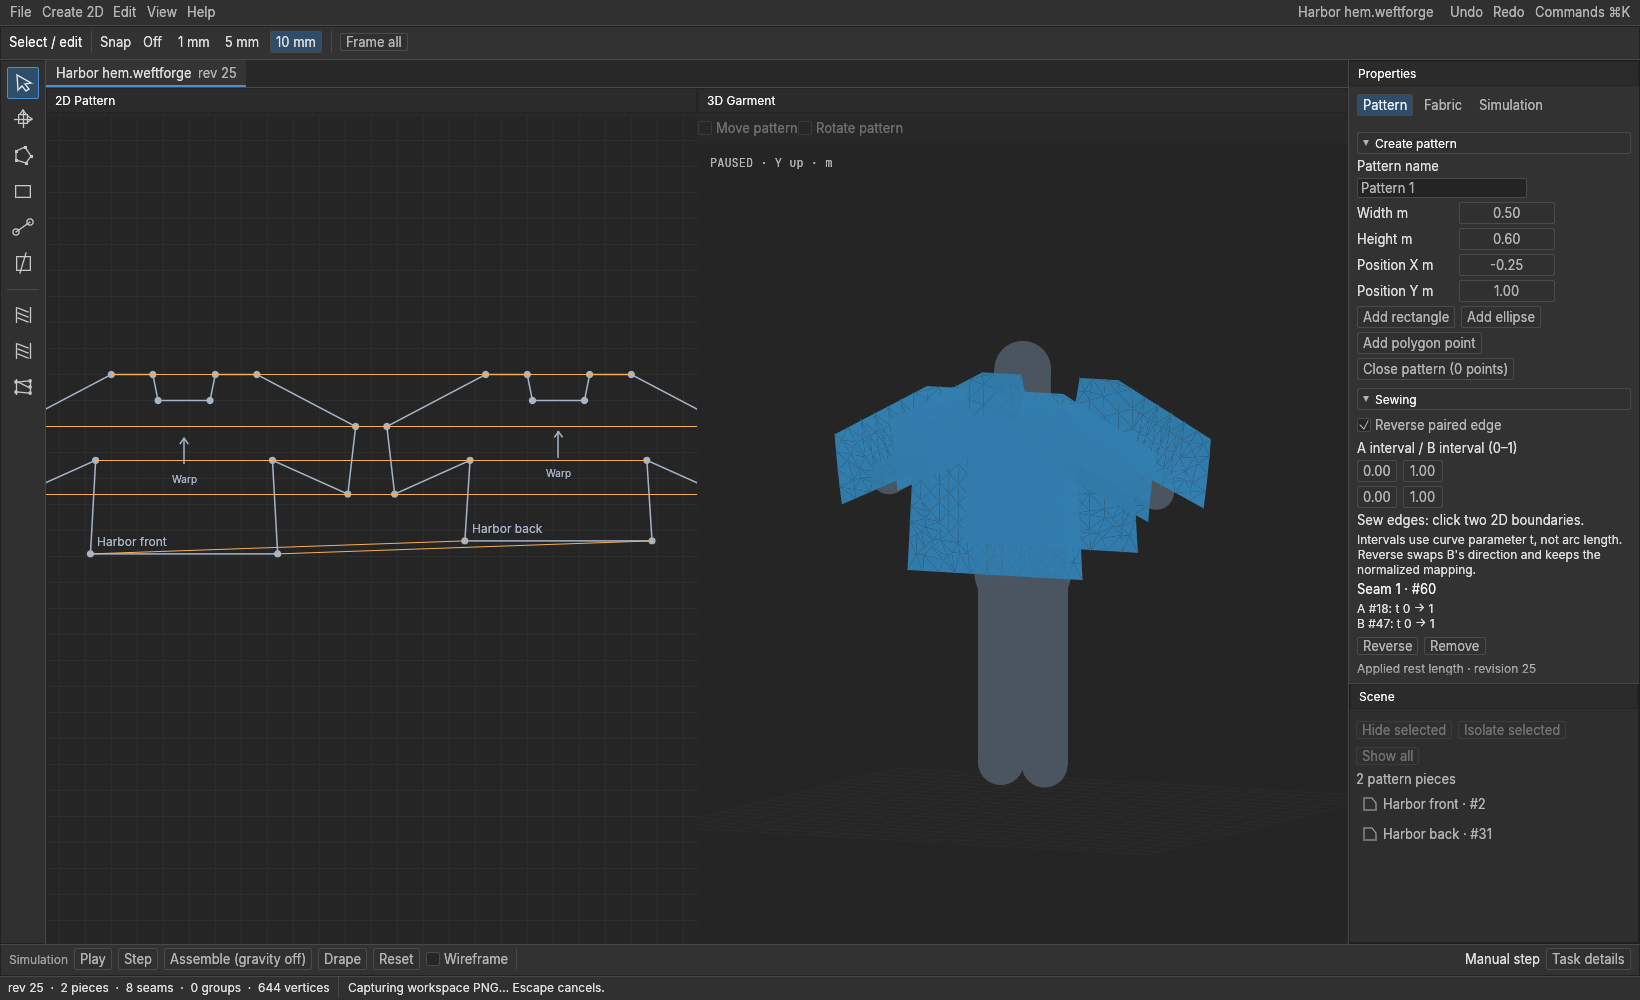 File Create 2D Edit View Help
Harbor hem.weftforge Undo Redo Commands ⌘K
Select / edit Snap Off 1 mm 5 mm 10 mm Frame all
Harbor hem.weftforge rev 25
2D Pattern
Warp
Warp
Harbor front
Harbor back
3D Garment
Move pattern Rotate pattern
PAUSED · Y up · m
Properties
Pattern Fabric Simulation
▼ Create pattern
Pattern name
Pattern 1
Width m 0.50
Height m 0.60
Position X m -0.25
Position Y m 1.00
Add rectangle Add ellipse
Add polygon point
Close pattern (0 points)
▼ Sewing
Reverse paired edge
A interval / B interval (0–1)
0.00 1.00
0.00 1.00
Sew edges: click two 2D boundaries.
Intervals use curve parameter t, not arc length.
Reverse swaps B's direction and keeps the
normalized mapping.
Seam 1 · #60
A #18: t 0 → 1
B #47: t 0 → 1
Reverse Remove
Applied rest length · revision 25
Scene
Hide selected Isolate selected
Show all
2 pattern pieces
Harbor front · #2
Harbor back · #31
Simulation Play Step Assemble (gravity off) Drape Reset Wireframe
Manual step Task details
rev 25 · 2 pieces · 8 seams · 0 groups · 644 vertices Capturing workspace PNG... Escape cancels.